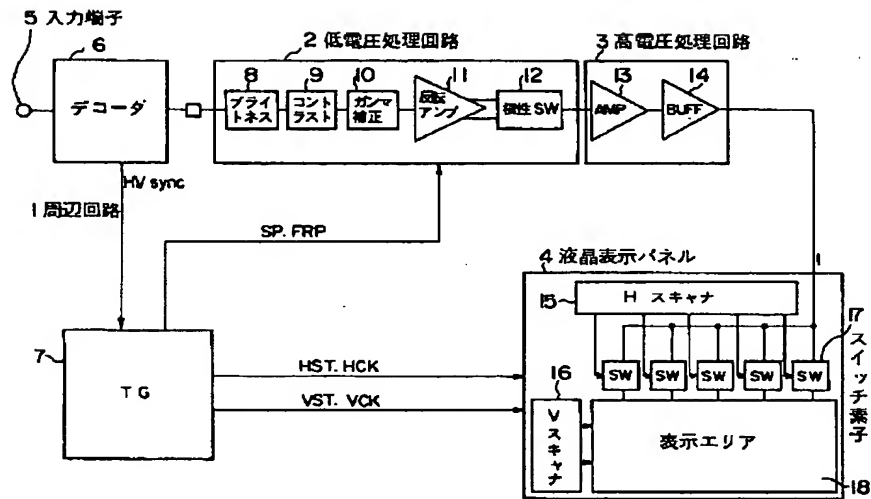 5 入力端子
6
デコーダ
2 低電圧処理回路
8
ブライ
トネス
9
コント
ラスト
10
ガンマ
補正
11
反転
アンプ
12
極性 SW
3 高電圧処理回路
13
AMP
14
BUFF
HV sync
1 周辺回路
SP. FRP
7
TG
HST. HCK
VST. VCK
4 液晶表示パネル
1
15
H スキャナ
17
スイッチ素子
SW
SW
SW
SW
SW
16
Vスキャナ
表示エリア
18